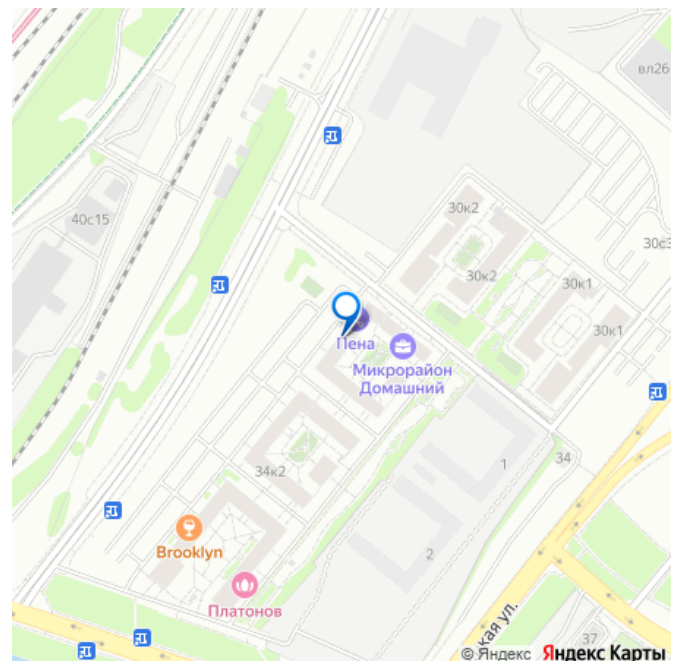 вл26
30к2
40с15
30с3
30к2
30к1
30к1
Пена
Микрорайон
Домашний
34
1
34к2
Brooklyn
2
Платонов
кая ул.
37
© Яндекс Яндекс Карты